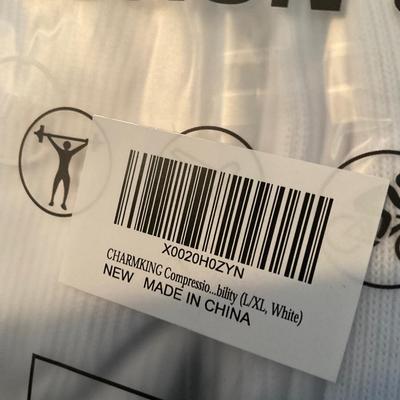 X0020H0ZYN
CHARMKING Compressio...bility (L/XL, White)
NEW MADE IN CHINA